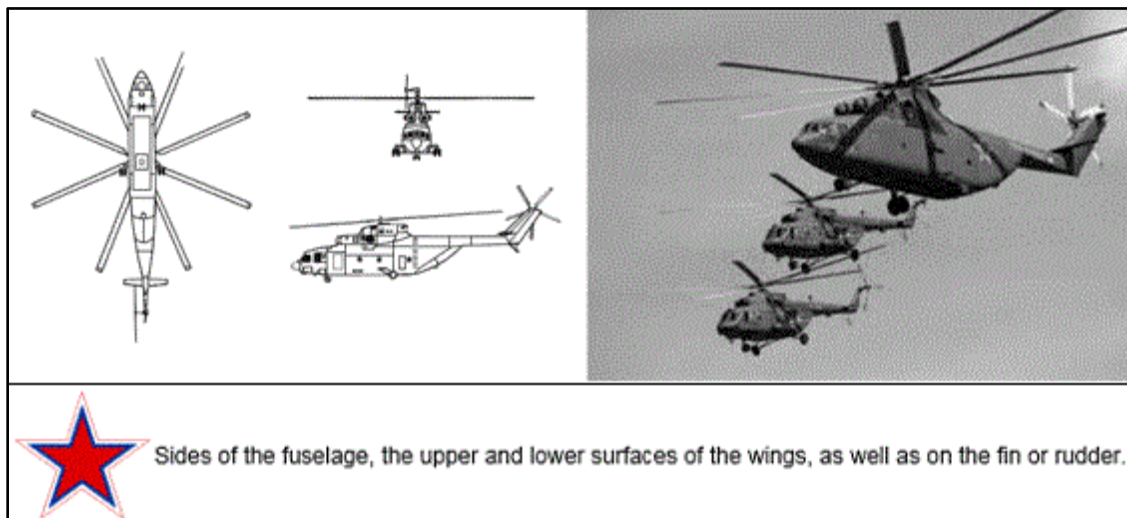 Sides of the fuselage, the upper and lower surfaces of the wings, as well as on the fin or rudder.